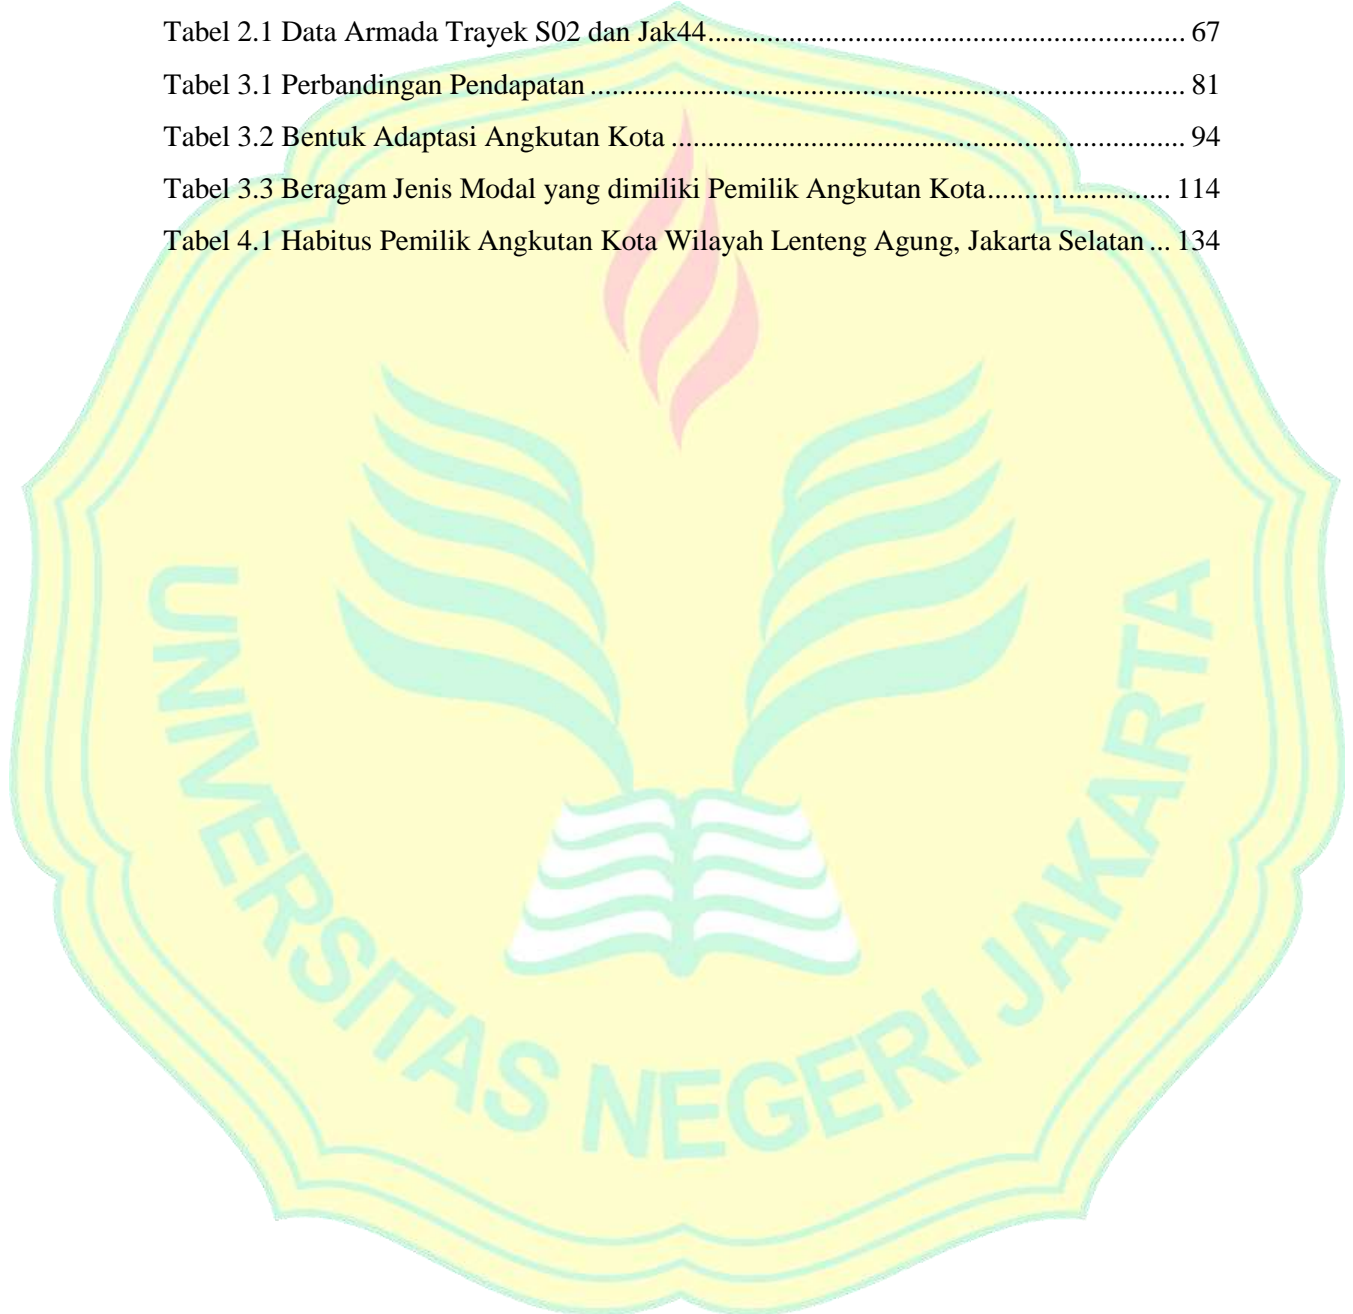 Tabel 2.1 Data Armada Trayek S02 dan Jak44............................................................... 67
Tabel 3.1 Perbandingan Pendapatan............................................................................... 81
Tabel 3.2 Bentuk Adaptasi Angkutan Kota.................................................................... 94
Tabel 3.3 Beragam Jenis Modal yang dimiliki Pemilik Angkutan Kota........................ 114
Tabel 4.1 Habitus Pemilik Angkutan Kota Wilayah Lenteng Agung, Jakarta Selatan ... 134
UNIVERSITAS NEGERI JAKARTA